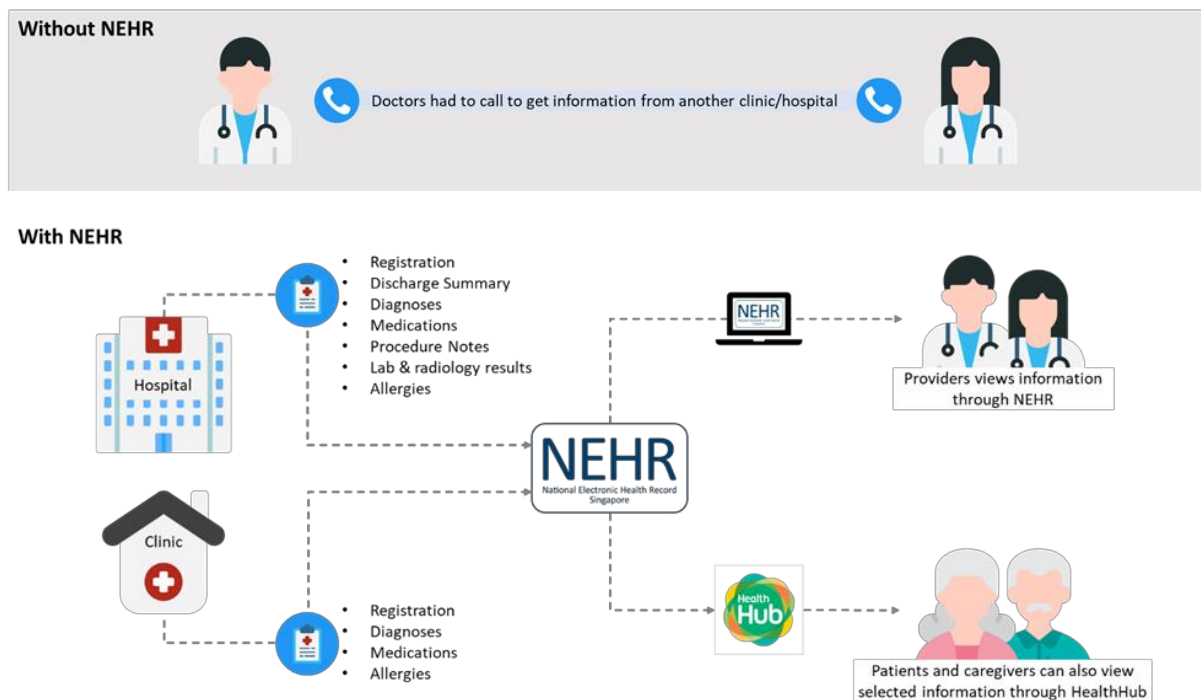 Without NEHR
Doctors had to call to get information from another clinic/hospital
With NEHR
• Registration
• Discharge Summary
• Diagnoses
• Medications
• Procedure Notes
• Lab & radiology results
• Allergies
Hospital
NEHR
Providers views information
through NEHR
NEHR
National Electronic Health Record
Singapore
Clinic
• Registration
• Diagnoses
• Medications
• Allergies
Health
Hub
Patients and caregivers can also view
selected information through HealthHub